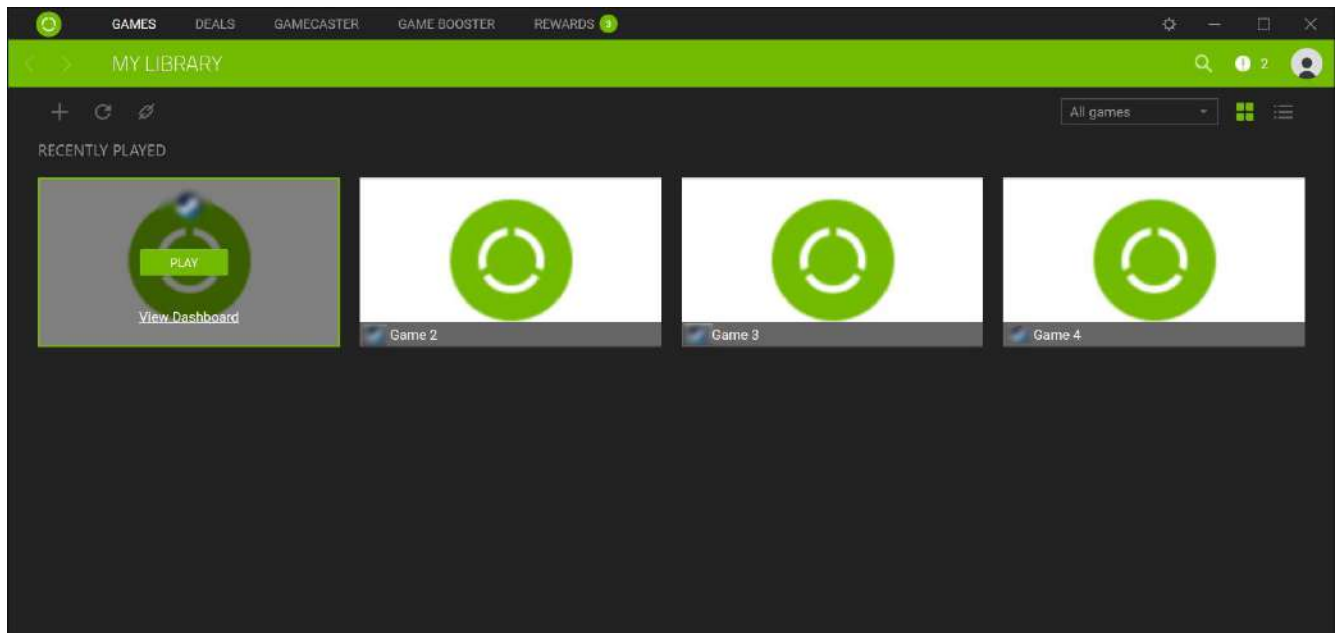 GAMES DEALS GAMECASTER GAME BOOSTER REWARDS 3
MY LIBRARY 2
All games
RECENTLY PLAYED
PLAY
View Dashboard
Game 2 Game 3 Game 4